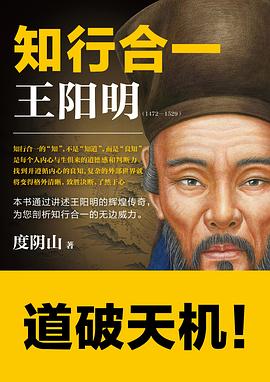 知行合一
王阳明
(1472—1529)
知行合一的“知”，不是“知道”，而是“良知”
是每个人内心与生俱来的道德感和判断力
找到并遵循内心的良知，复杂的外部世界就
将变得格外清晰，致胜决断，了然于心
本书通过讲述王阳明的辉煌传奇，
为您剖析知行合一的无边威力。
度阴山 著
道破天机！